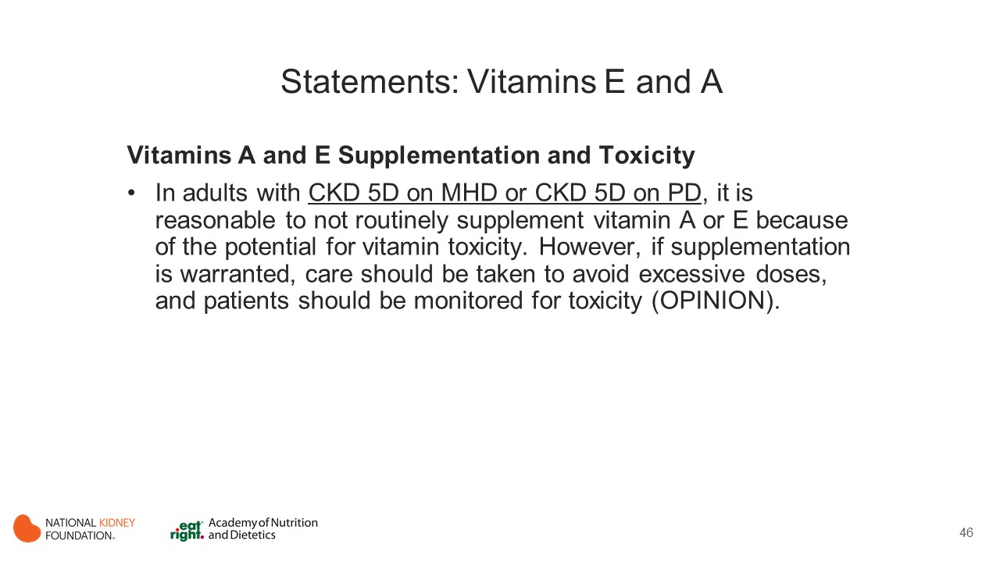 Statements: Vitamins E and A
Vitamins A and E Supplementation and Toxicity
• In adults with CKD 5D on MHD or CKD 5D on PD, it is
reasonable to not routinely supplement vitamin A or E because
of the potential for vitamin toxicity. However, if supplementation
is warranted, care should be taken to avoid excessive doses,
and patients should be monitored for toxicity (OPINION).
NATIONAL KIDNEY
FOUNDATION®
eat
right.
Academy of Nutrition
and Dietetics
46